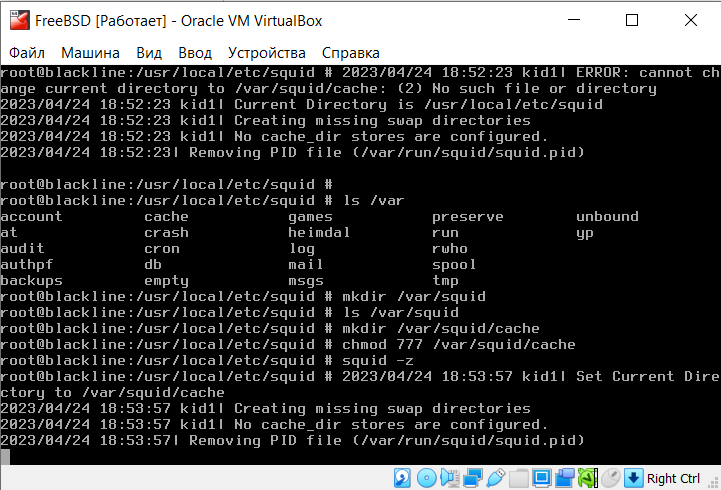 FreeBSD [Работает] - Oracle VM VirtualBox
Файл Машина Вид Ввод Устройства Справка
root@blackline:/usr/local/etc/squid # 2023/04/24 18:52:23 kid1| ERROR: cannot ch
ange current directory to /var/squid/cache: (2) No such file or directory
2023/04/24 18:52:23 kid1| Current Directory is /usr/local/etc/squid
2023/04/24 18:52:23 kid1| Creating missing swap directories
2023/04/24 18:52:23 kid1| No cache_dir stores are configured.
2023/04/24 18:52:23| Removing PID file (/var/run/squid/squid.pid)
root@blackline:/usr/local/etc/squid #
root@blackline:/usr/local/etc/squid # ls /var
account cache games preserve unbound
at crash heimdal run yp
audit cron log rwho
authpf db mail spool
backups empty msgs tmp
root@blackline:/usr/local/etc/squid # mkdir /var/squid
root@blackline:/usr/local/etc/squid # ls /var/squid
root@blackline:/usr/local/etc/squid # mkdir /var/squid/cache
root@blackline:/usr/local/etc/squid # chmod 777 /var/squid/cache
root@blackline:/usr/local/etc/squid # squid -z
root@blackline:/usr/local/etc/squid # 2023/04/24 18:53:57 kid1| Set Current Dire
ctory to /var/squid/cache
2023/04/24 18:53:57 kid1| Creating missing swap directories
2023/04/24 18:53:57 kid1| No cache_dir stores are configured.
2023/04/24 18:53:57| Removing PID file (/var/run/squid/squid.pid)
Right Ctrl